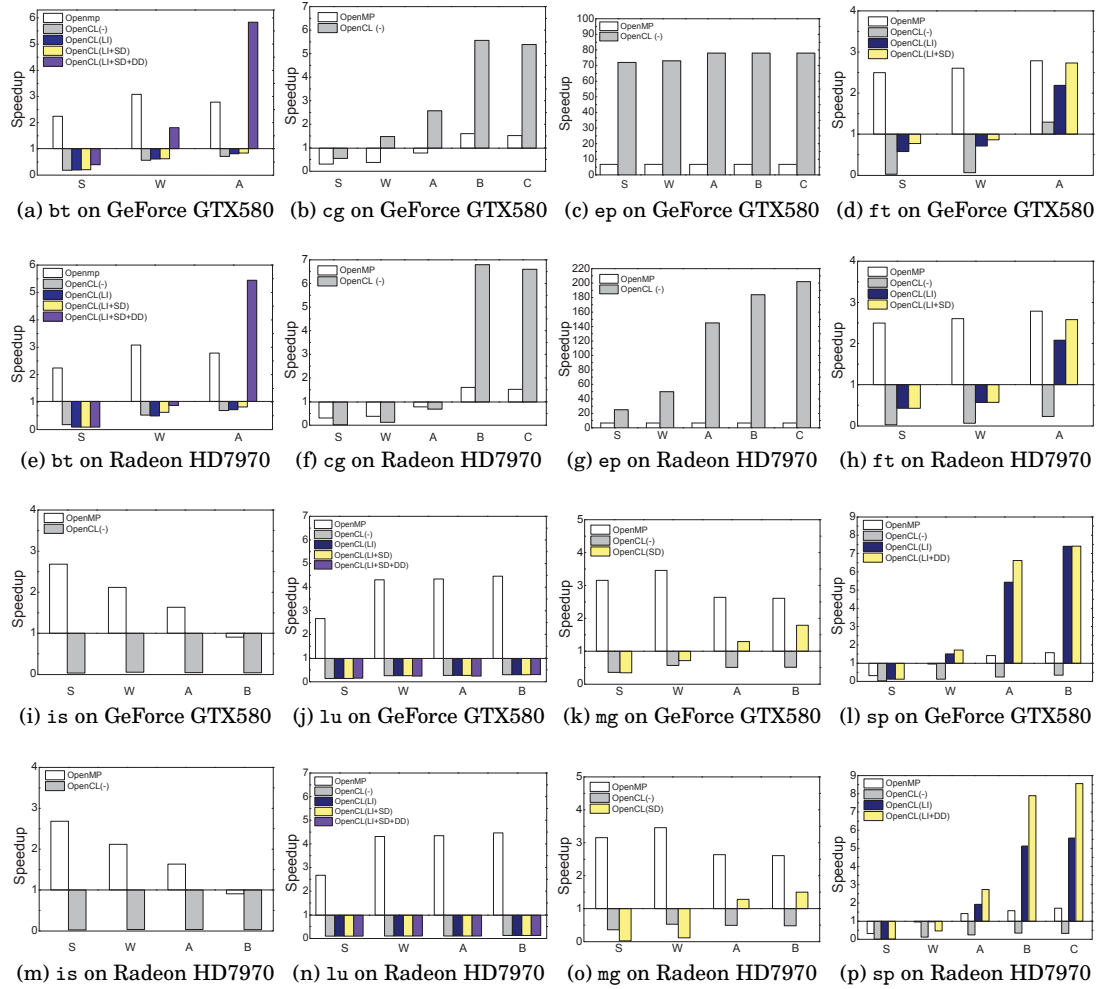 Openmp
OpenCL(-)
OpenCL(LI)
OpenCL(LI+SD)
OpenCL(LI+SD+DD)
Speedup
0 1 2 3 4 5 6
S W A
(a) bt on GeForce GTX580
OpenMP
OpenCL (-)
Speedup
0 1 2 3 4 5 6 7
S W A B C
(b) cg on GeForce GTX580
OpenMP
OpenCL (-)
Speedup
0 10 20 30 40 50 60 70 80 90 100
S W A B C
(c) ep on GeForce GTX580
OpenMP
OpenCL(-)
OpenCL(LI)
OpenCL(LI+SD)
Speedup
0 1 2 4
S W A
(d) ft on GeForce GTX580
Openmp
OpenCL(-)
OpenCL(LI)
OpenCL(LI+SD)
OpenCL(LI+SD+DD)
Speedup
0 1 2 3 4 5 6
S W A
(e) bt on Radeon HD7970
OpenMP
OpenCL (-)
Speedup
0 1 2 3 4 5 6 7
S W A B C
(f) cg on Radeon HD7970
OpenMP
OpenCL (-)
Speedup
0 20 40 60 80 100 120 140 160 180 200 220
S W A B C
(g) ep on Radeon HD7970
OpenMP
OpenCL(-)
OpenCL(LI)
OpenCL(LI+SD)
Speedup
0 1 2 4
S W A
(h) ft on Radeon HD7970
OpenMP
OpenCL(-)
Speedup
0 1 2 3 4
S W A B
(i) is on GeForce GTX580
OpenMP
OpenCL(-)
OpenCL(LI)
OpenCL(LI+SD)
OpenCL(LI+SD+DD)
Speedup
0 1 2 3 4 5 6 7
S W A B
(j) lu on GeForce GTX580
OpenMP
OpenCL(-)
OpenCL(SD)
Speedup
0 1 2 3 4 5
S W A B
(k) mg on GeForce GTX580
OpenMP
OpenCL(-)
OpenCL(LI)
OpenCL(LI+DD)
Speedup
0 1 2 3 4 5 6 7 8 9
S W A B
(l) sp on GeForce GTX580
OpenMP
OpenCL(-)
Speedup
0 1 2 3 4
S W A B
(m) is on Radeon HD7970
OpenMP
OpenCL(-)
OpenCL(LI)
OpenCL(LI+SD)
OpenCL(LI+SD+DD)
Speedup
0 1 2 3 4 5 6 7
S W A B
(n) lu on Radeon HD7970
OpenMP
OpenCL(-)
OpenCL(SD)
Speedup
0 1 2 3 4 5
S W A B
(o) mg on Radeon HD7970
OpenMP
OpenCL(-)
OpenCL(LI)
OpenCL(LI+DD)
Speedup
0 1 2 3 4 5 6 7 8 9
S W A B C
(p) sp on Radeon HD7970